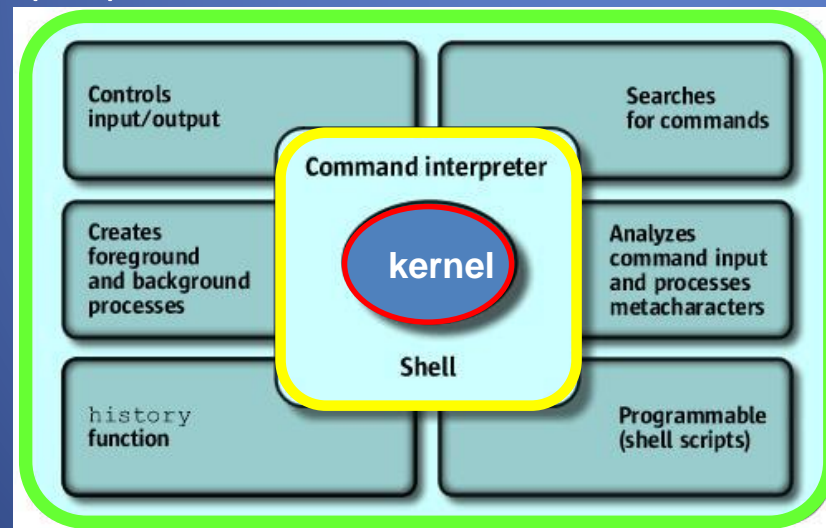 Controls
input/output
Searches
for commands
Command interpreter
Creates
foreground
and background
processes
kernel
Analyzes
command input
and processes
metacharacters
Shell
history
function
Programmable
(shell scripts)